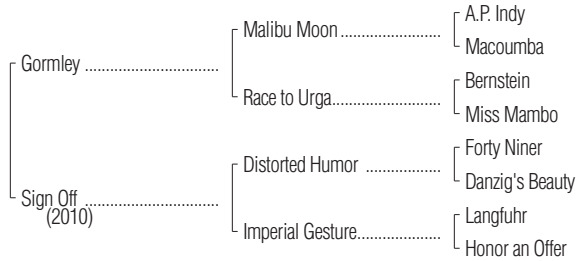 A.P. Indy
Malibu Moon
Macoumba
Gormley
Bernstein
Race to Urga
Miss Mambo
Forty Niner
Distorted Humor
Danzig's Beauty
Sign Off
(2010)
Langfuhr
Imperial Gesture
Honor an Offer